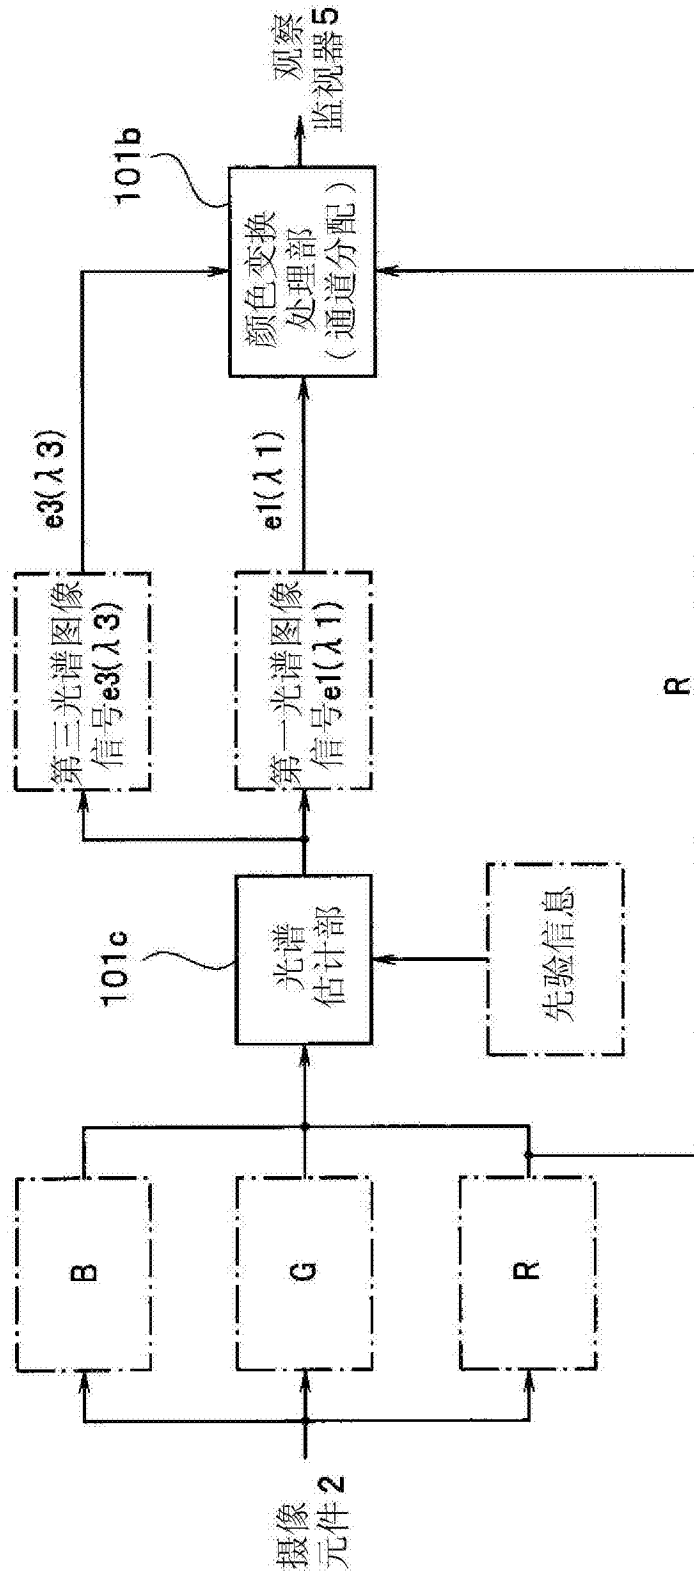 摄像
元件2
B
G
R
101c
光谱
估计部
先验信息
第三光谱图像
信号e3(λ3)
第一光谱图像
信号e1(λ1)
e3(λ3)
e1(λ1)
R
101b
颜色变换
处理部
(通道分配)
观察
监视器5